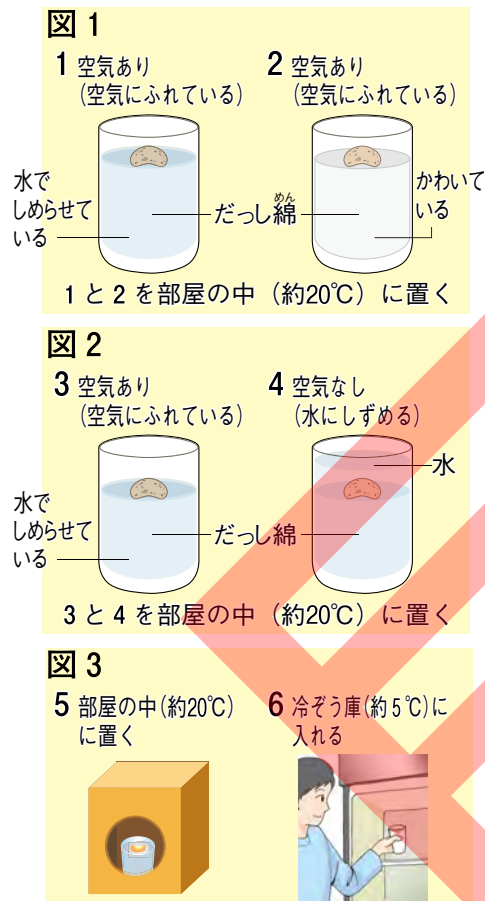 図1
1 空気あり
(空気にふれている)
2 空気あり
(空気にふれている)
水で
しめらせて
いる
だっし綿
めん
かわいて
いる
1と2を部屋の中(約20℃)に置く
図2
3 空気あり
(空気にふれている)
4 空気なし
(水にしずめる)
水
水で
しめらせて
いる
だっし綿
3と4を部屋の中(約20℃)に置く
図3
5 部屋の中(約20℃)
に置く
6 冷ぞう庫(約5℃)に
入れる